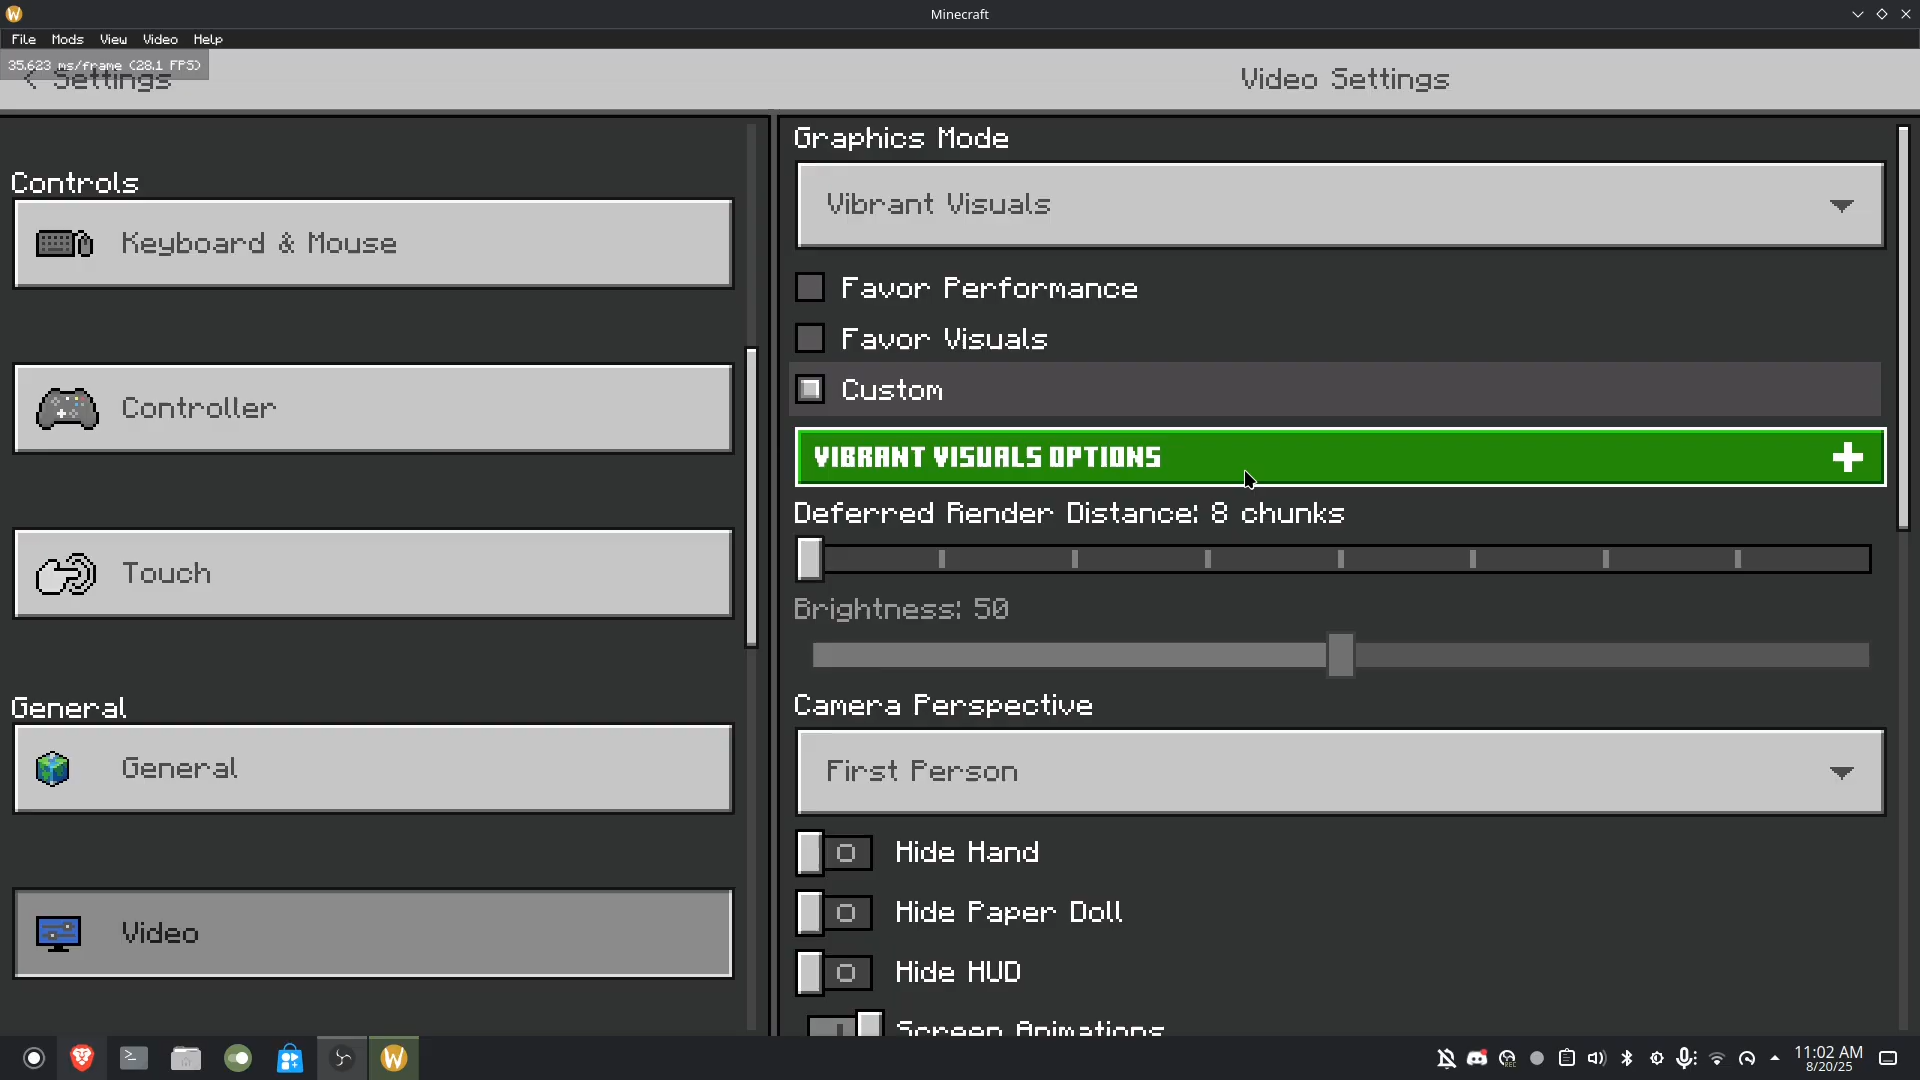 Minecraft
File Mods View Video Help
35.623 ms/frame (28.1 FPS)
< Settings
Video Settings
Controls
Keyboard & Mouse
Controller
Touch
General
General
Video
Graphics Mode
Vibrant Visuals
Favor Performance
Favor Visuals
Custom
VIBRANT VISUALS OPTIONS
Deferred Render Distance: 8 chunks
Brightness: 50
Camera Perspective
First Person
Hide Hand
Hide Paper Doll
Hide HUD
Screen Animations
11:02 AM
8/20/25